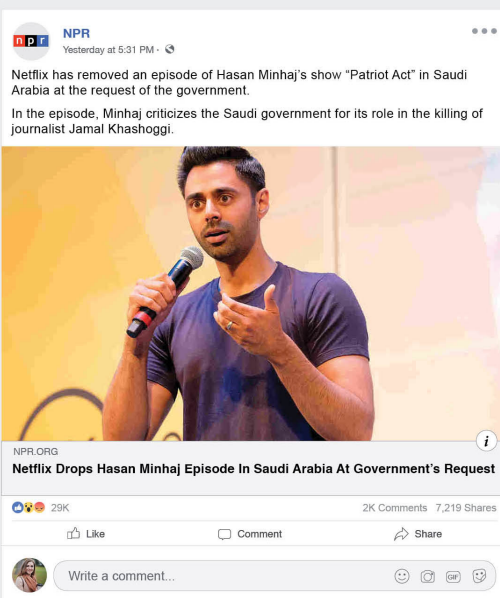 npr
NPR
Yesterday at 5:31 PM ·
Netflix has removed an episode of Hasan Minhaj's show “Patriot Act” in Saudi
Arabia at the request of the government.
In the episode, Minhaj criticizes the Saudi government for its role in the killing of
journalist Jamal Khashoggi.
i
NPR.ORG
Netflix Drops Hasan Minhaj Episode In Saudi Arabia At Government’s Request
29K
2K Comments 7,219 Shares
Like
Comment
Share
Write a comment...
GIF